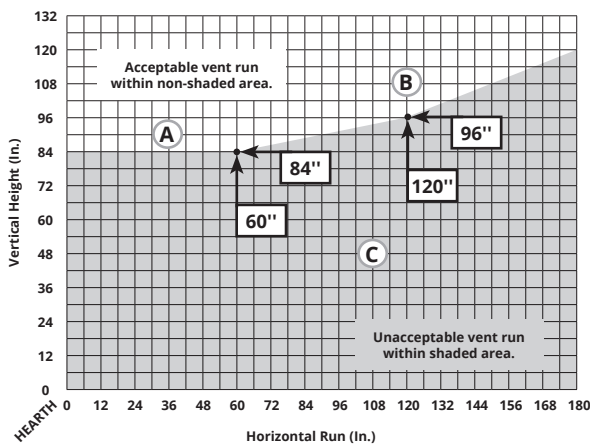 132
120
108
96
84
72
60
48
36
24
12
0
Vertical Height (In.)
Acceptable vent run
within non-shaded area.
A
B
C
84''
60''
96''
120''
Unacceptable vent run
within shaded area.
HEARTH
0 12 24 36 48 60 72 84 96 108 120 132 144 156 168 180
Horizontal Run (In.)